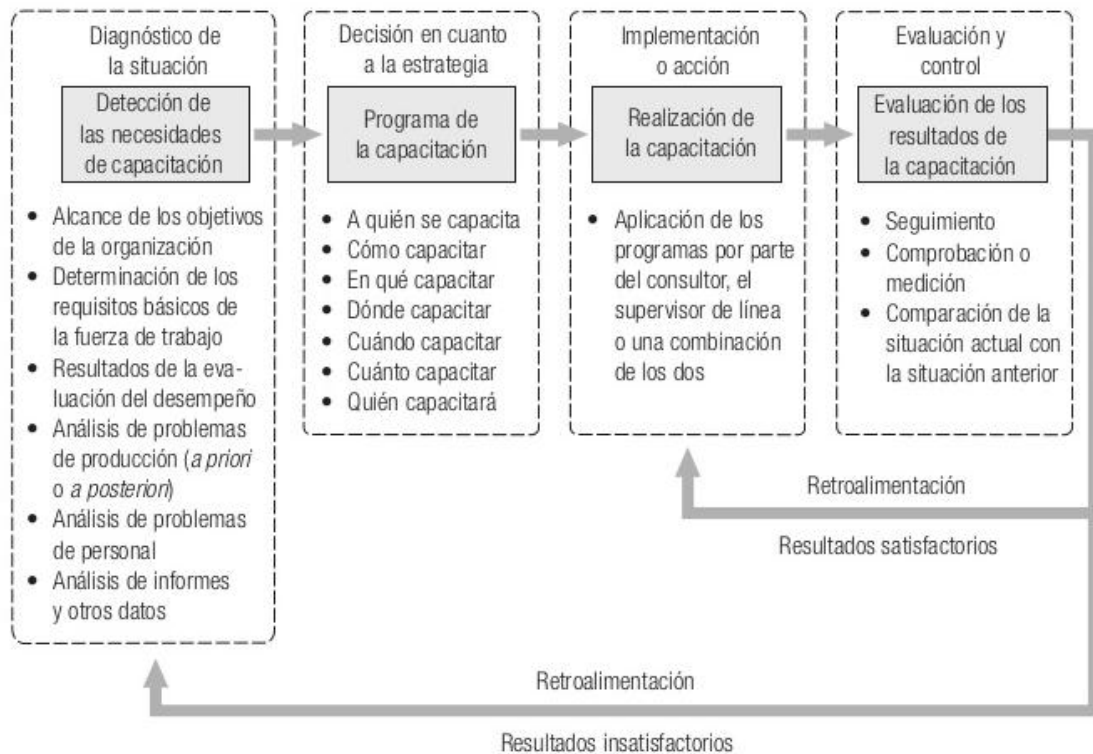 Diagnóstico de
la situación
Detección de
las necesidades
de capacitación
• Alcance de los objetivos
de la organización
• Determinación de los
requisitos básicos de
la fuerza de trabajo
• Resultados de la eva-
luación del desempeño
• Análisis de problemas
de producción (a priori
o a posteriori)
• Análisis de problemas
de personal
• Análisis de informes
y otros datos
Decisión en cuanto
a la estrategia
Programa de
la capacitación
• A quién se capacita
• Cómo capacitar
• En qué capacitar
• Dónde capacitar
• Cuándo capacitar
• Cuánto capacitar
• Quién capacitará
Implementación
o acción
Realización de
la capacitación
• Aplicación de los
programas por parte
del consultor, el
supervisor de línea
o una combinación
de los dos
Evaluación y
control
Evaluación de los
resultados de
la capacitación
• Seguimiento
• Comprobación o
medición
• Comparación de la
situación actual con
la situación anterior
Retroalimentación
Resultados satisfactorios
Retroalimentación
Resultados insatisfactorios